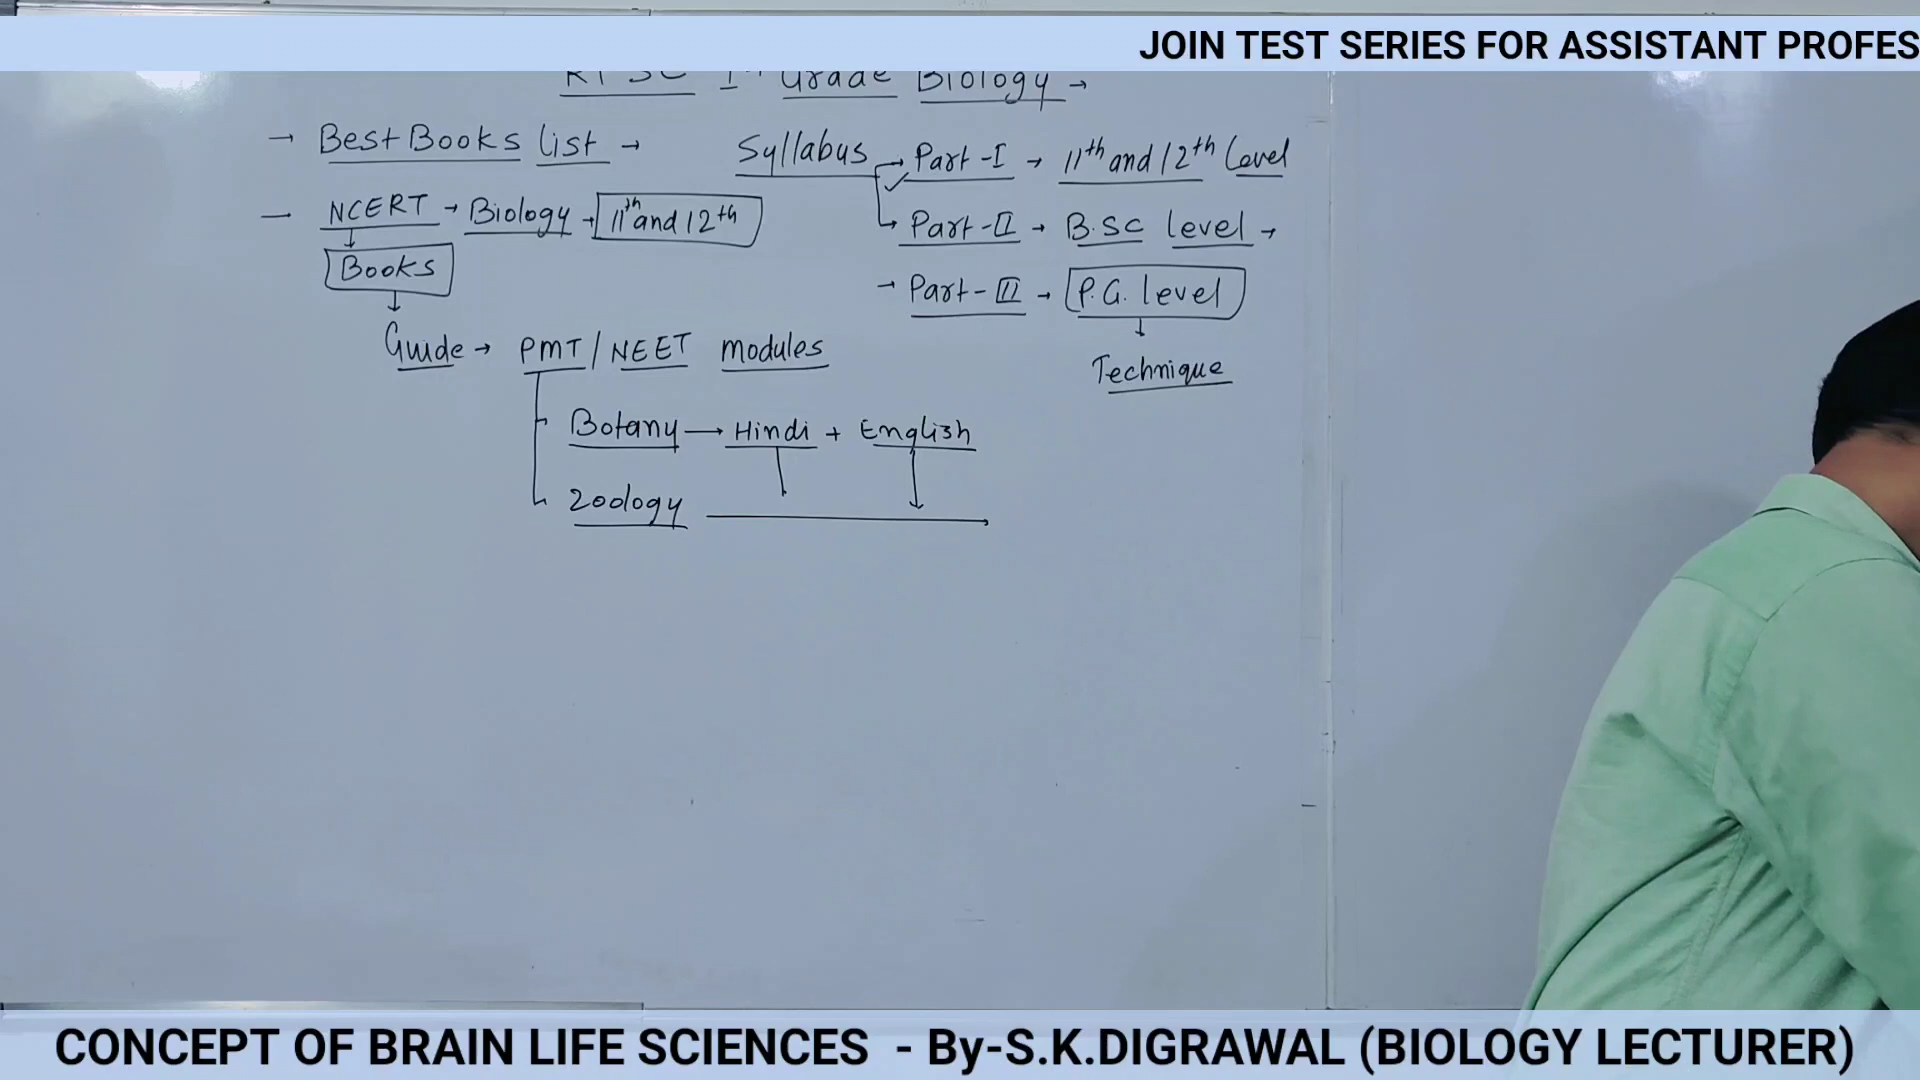 JOIN TEST SERIES FOR ASSISTANT PROFES
Grade Biology →
→ Best Books list →
→ NCERT → Biology → 11th and 12th
Books
Guide → PMT / NEET modules
Botany → Hindi + English
Zoology
Syllabus → Part-I → 11th and 12th level
Part-II → B.SC level →
→ Part-III → P.G. level
Technique
CONCEPT OF BRAIN LIFE SCIENCES - By-S.K.DIGRAWAL (BIOLOGY LECTURER)